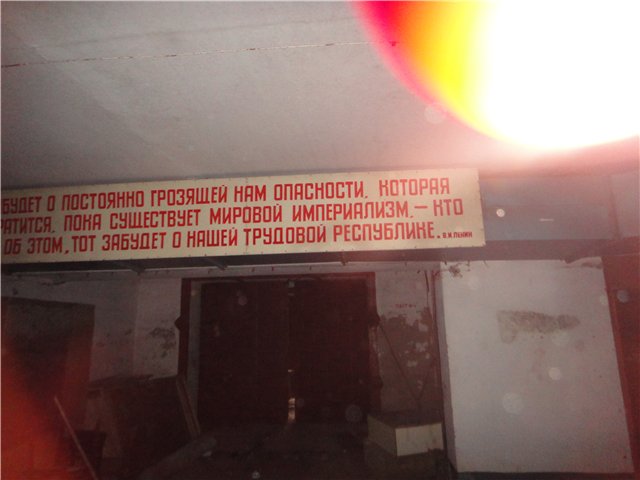 БУДЕТ О ПОСТОЯННО ГРОЗЯЩЕЙ НАМ ОПАСНОСТИ, КОТОРАЯ
РАТИТСЯ, ПОКА СУЩЕСТВУЕТ МИРОВОЙ ИМПЕРИАЛИЗМ, — КТО
ОБ ЭТОМ, ТОТ ЗАБУДЕТ О НАШЕЙ ТРУДОВОЙ РЕСПУБЛИКЕ. В.И. ЛЕНИН